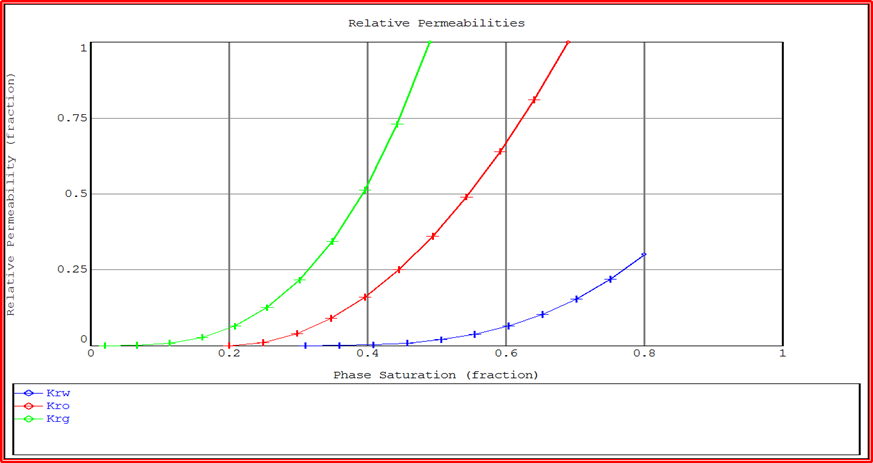 Relative Permeabilities
Relative Permeability (fraction)
1
0.75
0.5
0.25
0
0 0.2 0.4 0.6 0.8 1
Phase Saturation (fraction)
Krw
Kro
Krg